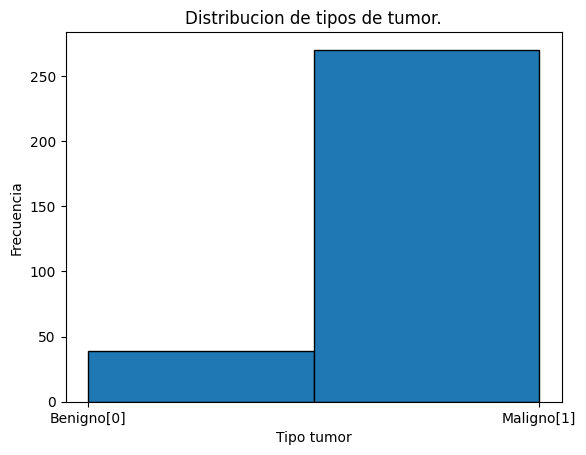 Distribucion de tipos de tumor.
250
200
150
100
50
0
Frecuencia
Benigno[0]
Maligno[1]
Tipo tumor